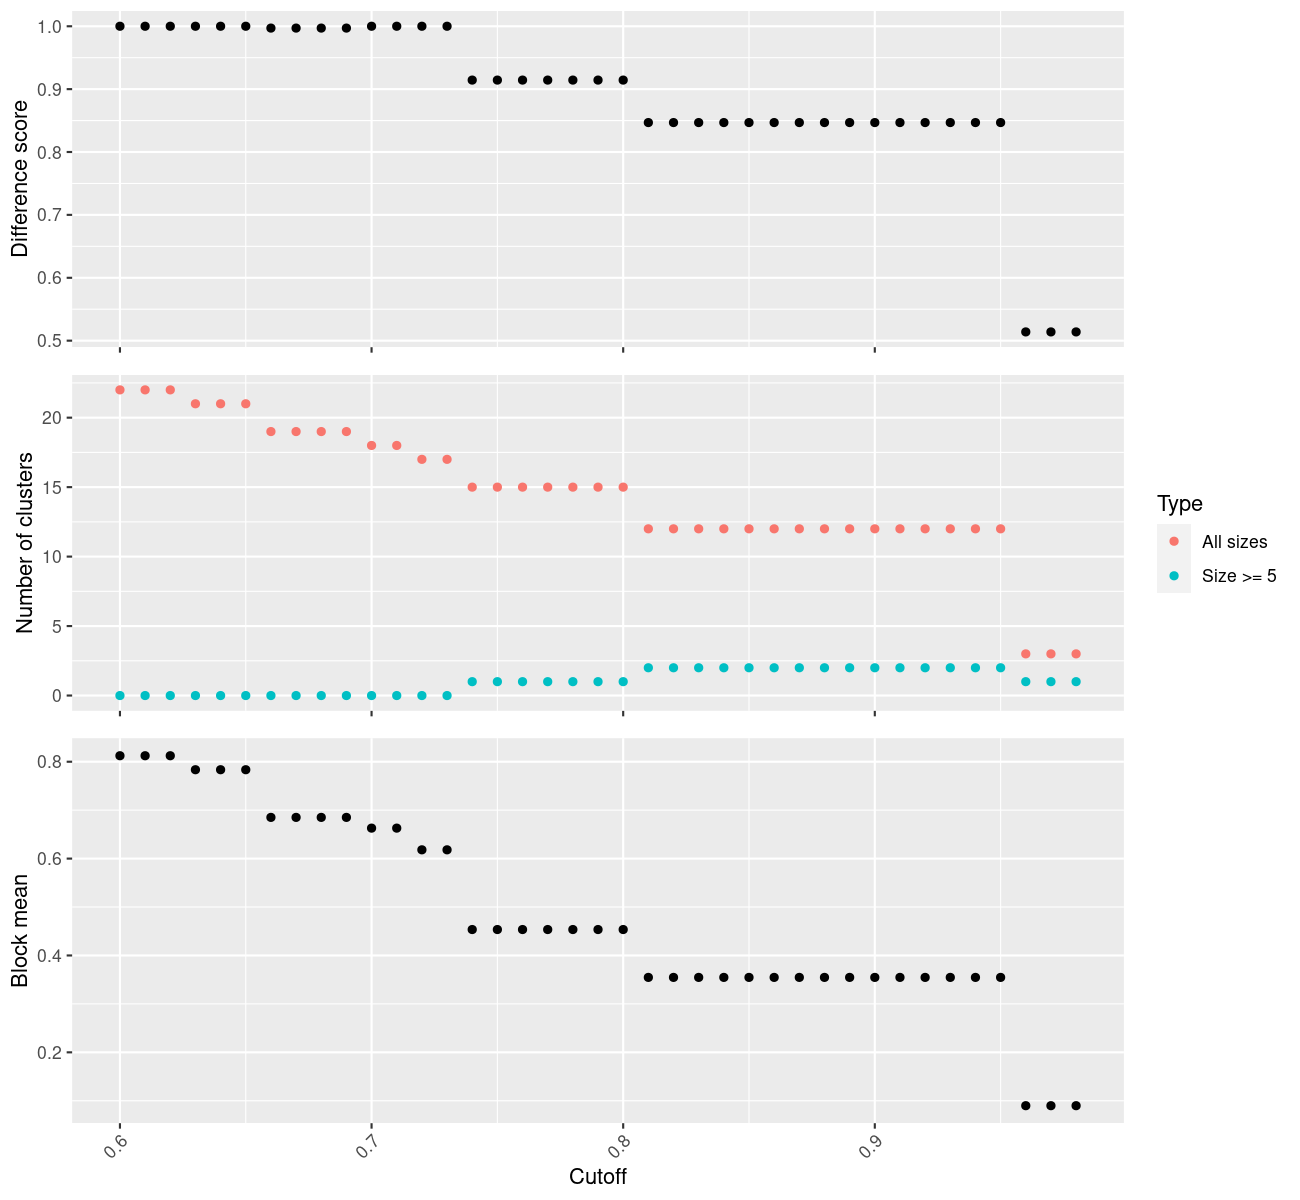 Difference score
1.0
0.9
0.8
0.7
0.6
0.5
Number of clusters
20
15
10
5
0
Type
All sizes
Size >= 5
Block mean
0.8
0.6
0.4
0.2
0.6
0.7
0.8
0.9
Cutoff